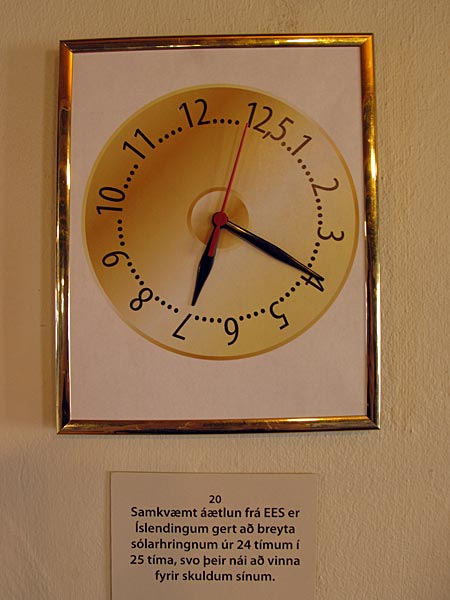 12
12,5
1
2
3
4
5
6
7
8
9
10
11
20
Samkvæmt áætlun frá EES er
Íslendingum gert að breyta
sólarhringnum úr 24 tímum í
25 tíma, svo þeir nái að vinna
fyrir skuldum sínum.